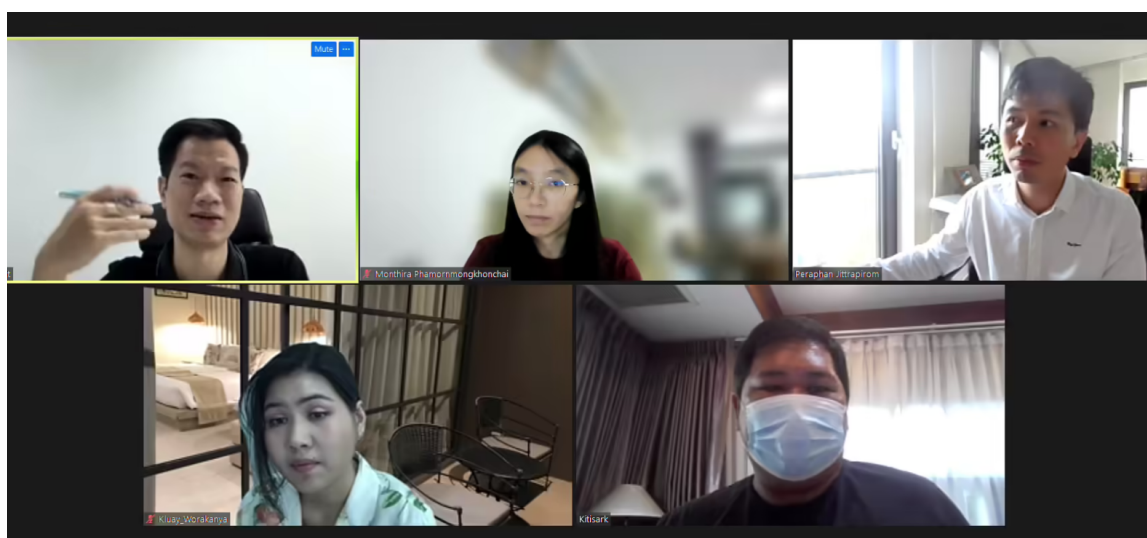 Mute
t
Monthira Phamornmongkhonchai
Peraphan Jittrapirom
Kluay_Worakanya
Kitisark